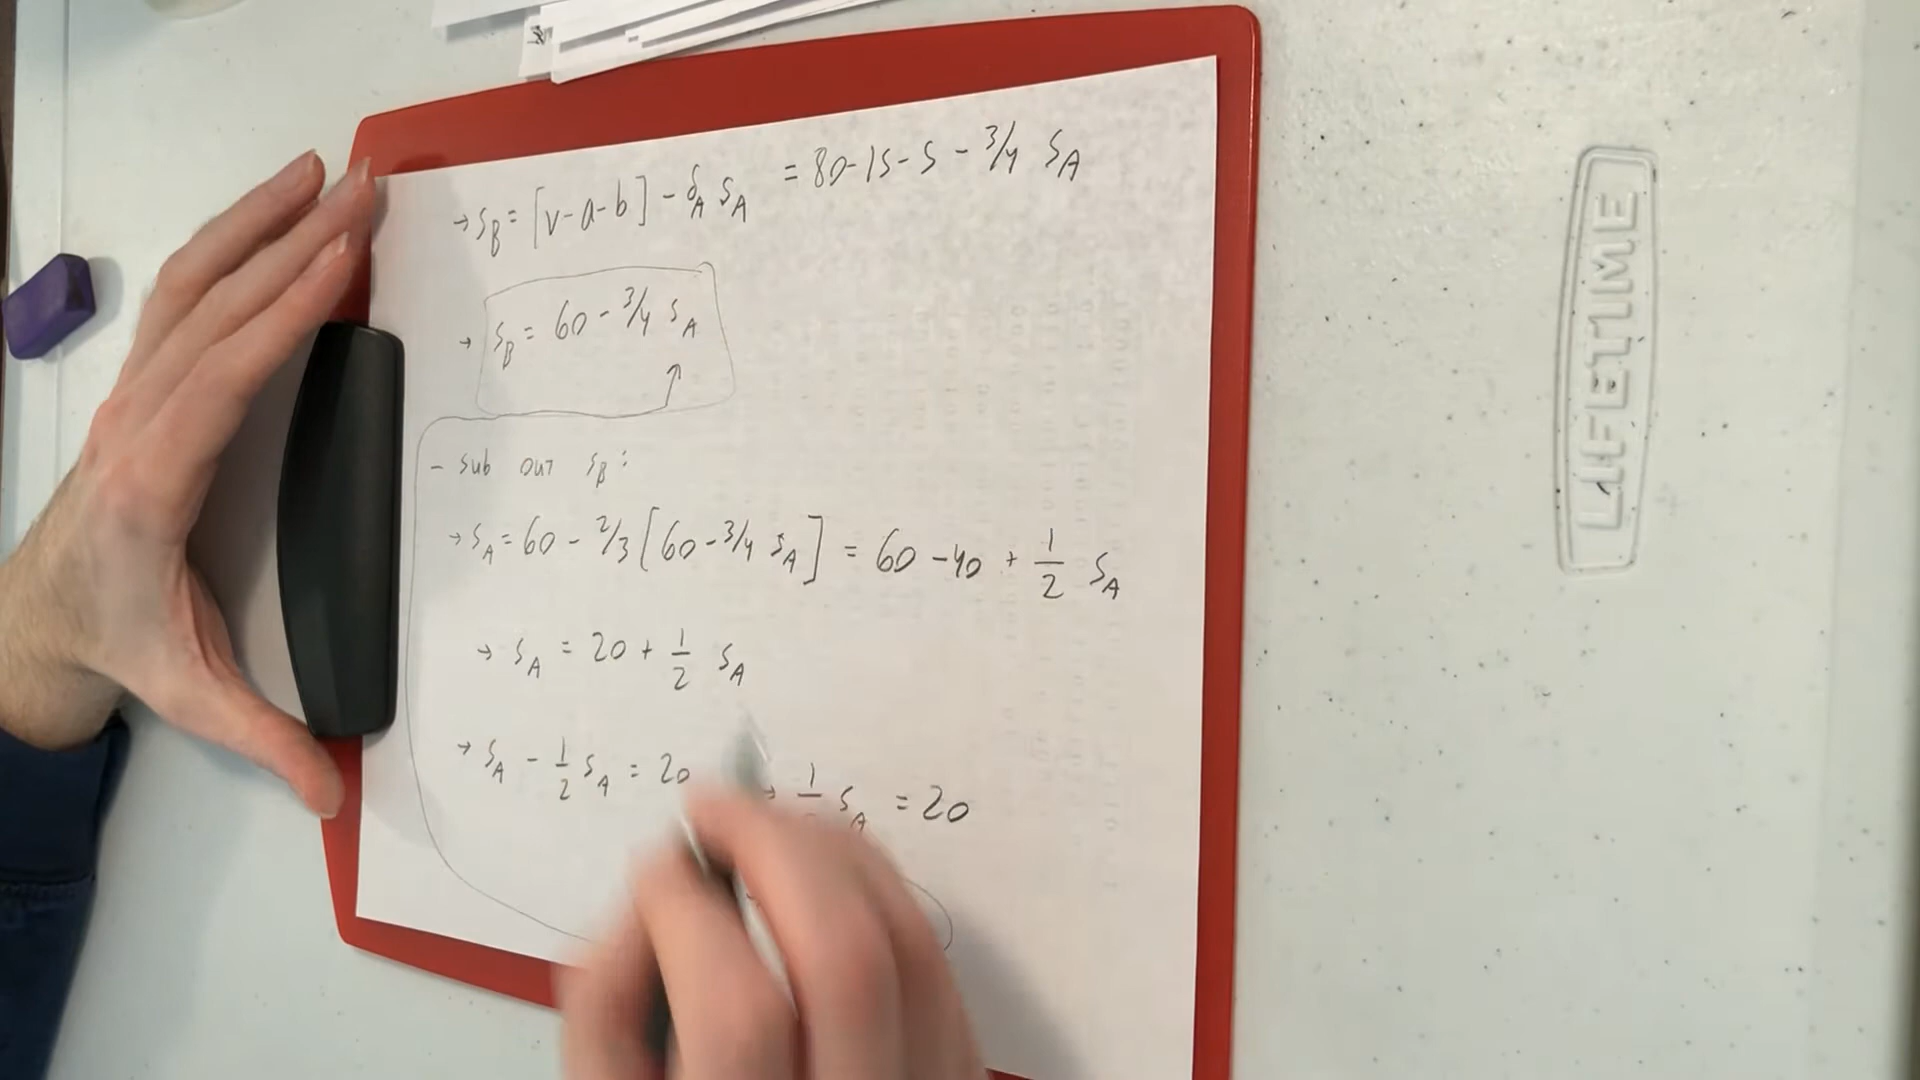 → S_B = [v-a-b] - δ_A S_A = 80-15-5 - 3/4 S_A
→ S_B = 60 - 3/4 S_A
- sub out S_B:
→ S_A = 60 - 2/3 [60 - 3/4 S_A] = 60 - 40 + 1/2 S_A
→ S_A = 20 + 1/2 S_A
→ S_A - 1/2 S_A = 20 → 1/2 S_A = 20
LIFETIME